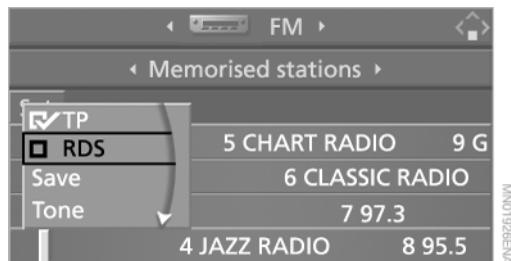 FM
Memorised stations
TP
RDS
Save
Tone
5 CHART RADIO 9 G
6 CLASSIC RADIO
7 97.3
4 JAZZ RADIO 8 95.5
MN01926ENA